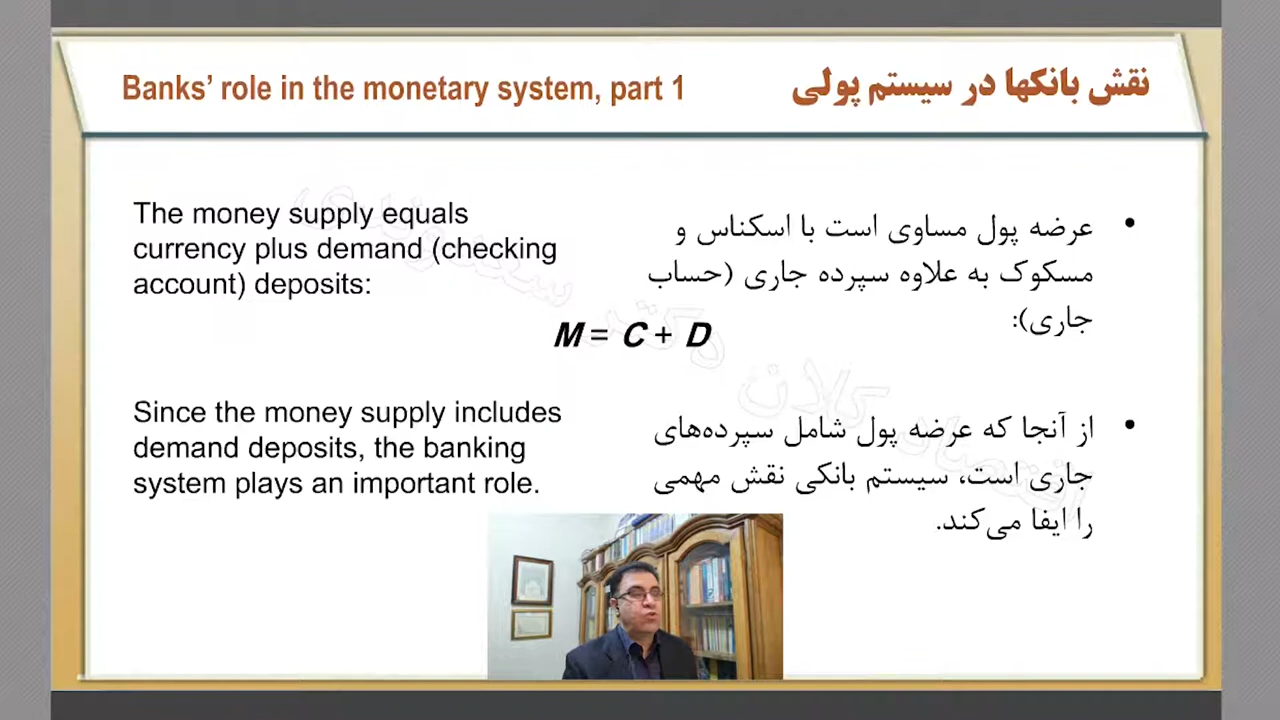 Banks’ role in the monetary system, part 1
نقش بانکها در سیستم پولی
The money supply equals
currency plus demand (checking
account) deposits:
• عرضه پول مساوی است با اسکناس و
مسکوک به علاوه سپرده جاری (حساب
جاری):
M = C + D
Since the money supply includes
demand deposits, the banking
system plays an important role.
• از آنجا که عرضه پول شامل سپرده‌های
جاری است، سیستم بانکی نقش مهمی
را ایفا می‌کند.
اقتصاد کلان دکتر